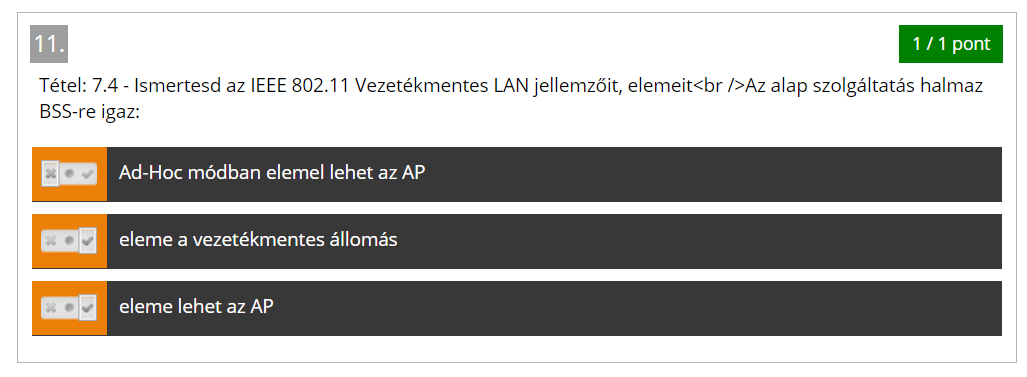 11.
1 / 1 pont
Tétel: 7.4 - Ismertesd az IEEE 802.11 Vezetékmentes LAN jellemzőit, elemeit<br />Az alap szolgáltatás halmaz
BSS-re igaz:
Ad-Hoc módban elemel lehet az AP
eleme a vezetékmentes állomás
eleme lehet az AP